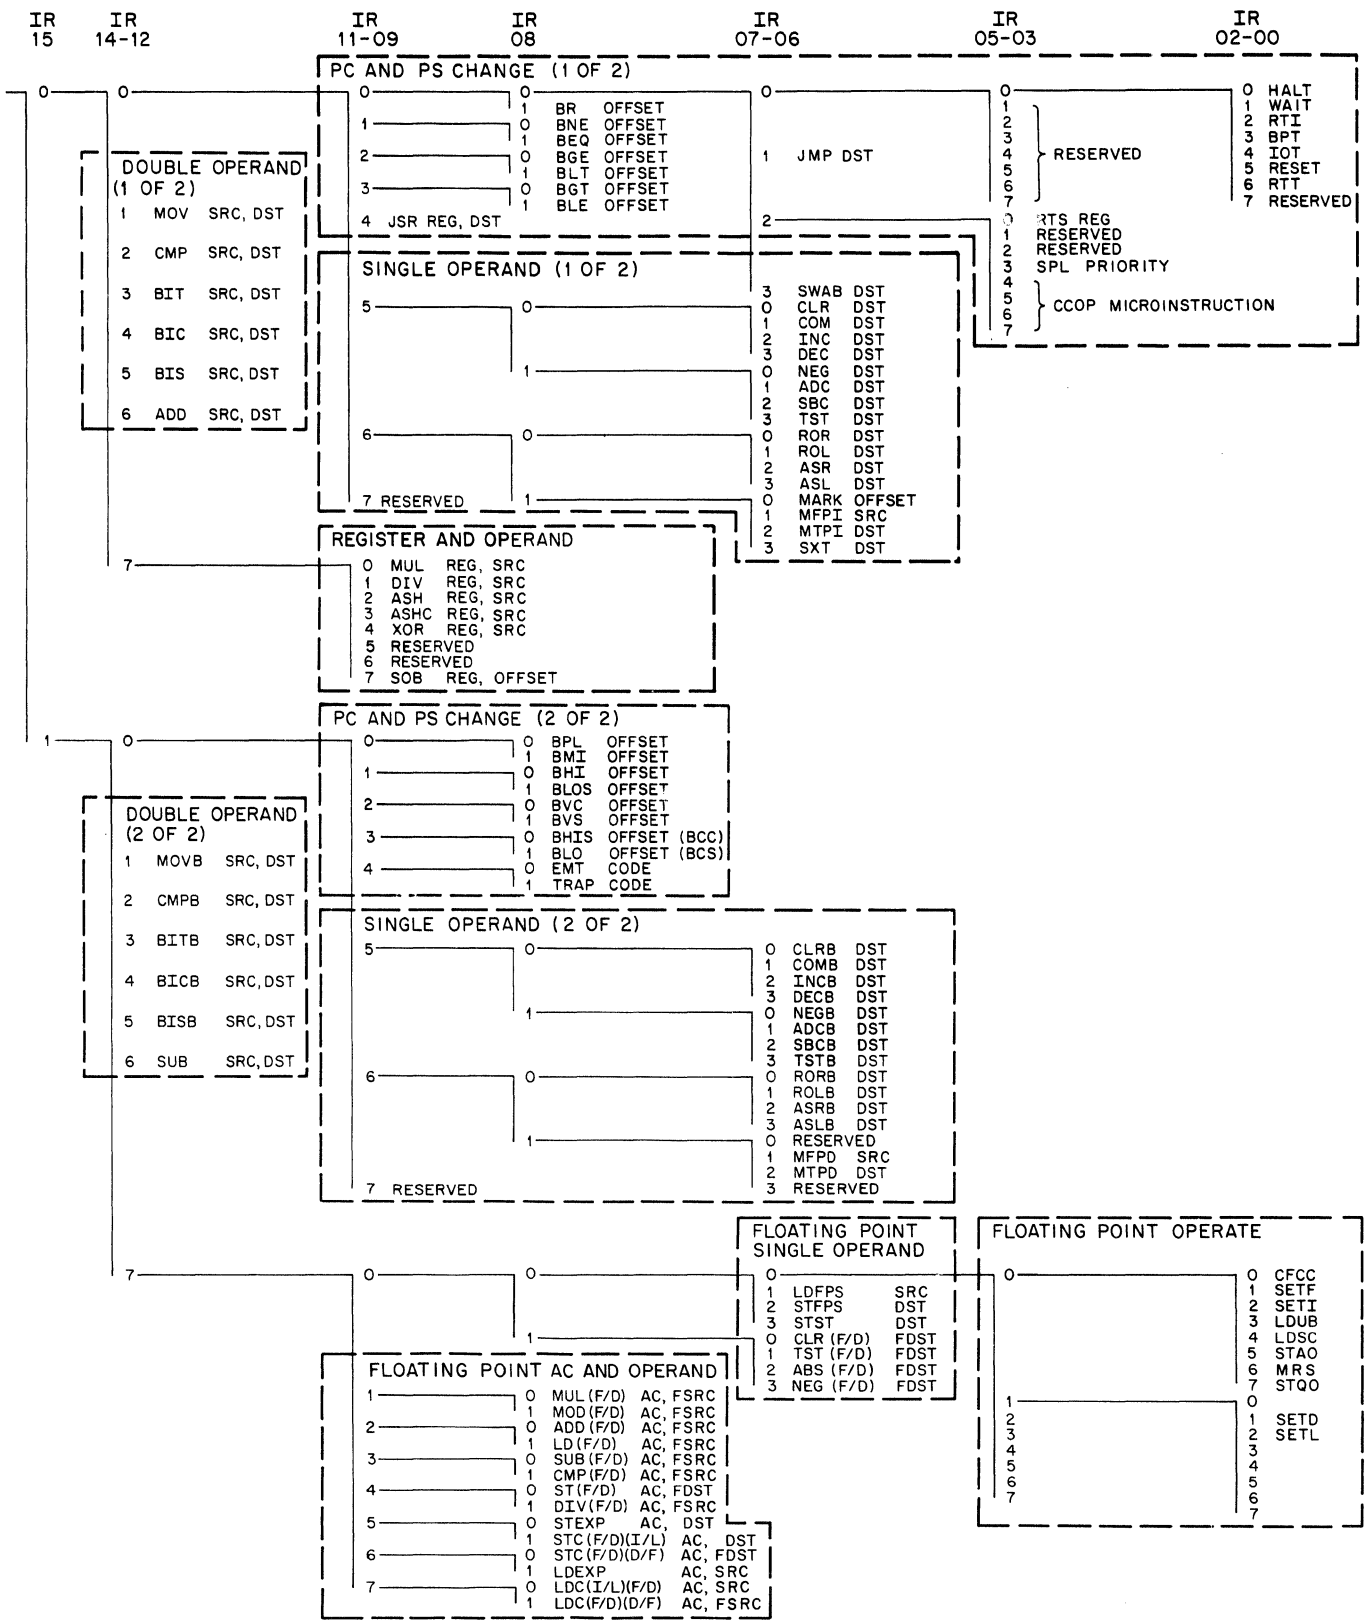 IR 15
IR 14-12
IR 11-09
IR 08
IR 07-06
IR 05-03
IR 02-00
PC AND PS CHANGE (1 OF 2)
0 0 0 0 0 0 0 HALT
1 BR OFFSET
1 0 BNE OFFSET
1 BEQ OFFSET
2 0 BGE OFFSET
1 BLT OFFSET
3 0 BGT OFFSET
1 BLE OFFSET
4 JSR REG, DST
1 JMP DST
2
1
2
3
4
5
6
7
RESERVED
1 WAIT
2 RTI
3 BPT
4 IOT
5 RESET
6 RTT
7 RESERVED
0 RTS REG
1 RESERVED
2 RESERVED
3 SPL PRIORITY
4
5
6
7
CCOP MICROINSTRUCTION
DOUBLE OPERAND
(1 OF 2)
1 MOV SRC, DST
2 CMP SRC, DST
3 BIT SRC, DST
4 BIC SRC, DST
5 BIS SRC, DST
6 ADD SRC, DST
SINGLE OPERAND (1 OF 2)
3 SWAB DST
5 0 0 CLR DST
1 COM DST
2 INC DST
3 DEC DST
1 0 NEG DST
1 ADC DST
2 SBC DST
3 TST DST
6 0 0 ROR DST
1 ROL DST
2 ASR DST
3 ASL DST
7 RESERVED 1 0 MARK OFFSET
1 MFPI SRC
2 MTPI DST
3 SXT DST
REGISTER AND OPERAND
7 0 MUL REG, SRC
1 DIV REG, SRC
2 ASH REG, SRC
3 ASHC REG, SRC
4 XOR REG, SRC
5 RESERVED
6 RESERVED
7 SOB REG, OFFSET
PC AND PS CHANGE (2 OF 2)
1 0 0 0 BPL OFFSET
1 BMI OFFSET
1 0 BHI OFFSET
1 BLOS OFFSET
2 0 BVC OFFSET
1 BVS OFFSET
3 0 BHIS OFFSET (BCC)
1 BLO OFFSET (BCS)
4 0 EMT CODE
1 TRAP CODE
DOUBLE OPERAND
(2 OF 2)
1 MOVB SRC, DST
2 CMPB SRC, DST
3 BITB SRC, DST
4 BICB SRC, DST
5 BISB SRC, DST
6 SUB SRC, DST
SINGLE OPERAND (2 OF 2)
5 0 0 CLRB DST
1 COMB DST
2 INCB DST
3 DECB DST
1 0 NEGB DST
1 ADCB DST
2 SBCB DST
3 TSTB DST
6 0 0 RORB DST
1 ROLB DST
2 ASRB DST
3 ASLB DST
1 0 RESERVED
1 MFPD SRC
2 MTPD DST
7 RESERVED 3 RESERVED
FLOATING POINT
SINGLE OPERAND
7 0 0 0
1 LDFPS SRC
2 STFPS DST
3 STST DST
1 0 CLR (F/D) FDST
1 TST (F/D) FDST
2 ABS (F/D) FDST
3 NEG (F/D) FDST
FLOATING POINT OPERATE
0 0 CFCC
1 SETF
2 SETI
3 LDUB
4 LDSC
5 STAO
6 MRS
7 STQO
1 0
2 1 SETD
3 2 SETL
4 3
5 4
6 5
7 6
7
FLOATING POINT AC AND OPERAND
1 0 MUL(F/D) AC, FSRC
1 MOD(F/D) AC, FSRC
2 0 ADD(F/D) AC, FSRC
1 LD(F/D) AC, FSRC
3 0 SUB(F/D) AC, FSRC
1 CMP(F/D) AC, FSRC
4 0 ST(F/D) AC, FDST
1 DIV(F/D) AC, FSRC
5 0 STEXP AC, DST
1 STC(F/D)(I/L) AC, DST
6 0 STC(F/D)(D/F) AC, FDST
1 LDEXP AC, SRC
7 0 LDC(I/L)(F/D) AC, SRC
1 LDC(F/D)(D/F) AC, FSRC